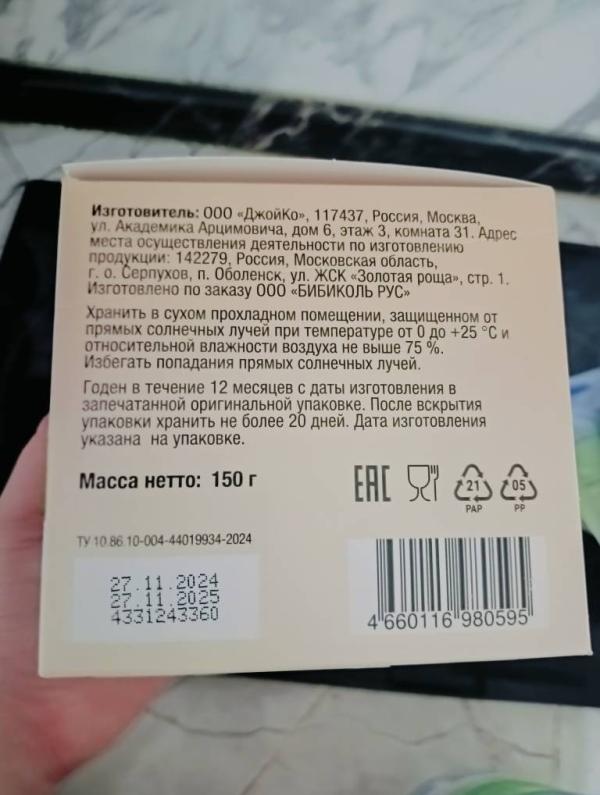 Изготовитель: ООО «ДжойКо», 117437, Россия, Москва,
ул. Академика Арцимовича, дом 6, этаж 3, комната 31. Адрес
места осуществления деятельности по изготовлению
продукции: 142279, Россия, Московская область,
г. о. Серпухов, п. Оболенск, ул. ЖСК «Золотая роща», стр. 1.
Изготовлено по заказу ООО «БИБИКОЛЬ РУС»
Хранить в сухом прохладном помещении, защищенном от
прямых солнечных лучей при температуре от 0 до +25 °С и
относительной влажности воздуха не выше 75 %.
Избегать попадания прямых солнечных лучей.
Годен в течение 12 месяцев с даты изготовления в
запечатанной оригинальной упаковке. После вскрытия
упаковки хранить не более 20 дней. Дата изготовления
указана на упаковке.
Масса нетто: 150 г
EAC
21
PAP
05
PP
ТУ 10.86.10-004-44019934-2024
27.11.2024
27.11.2025
4331243360
4 660116 980595